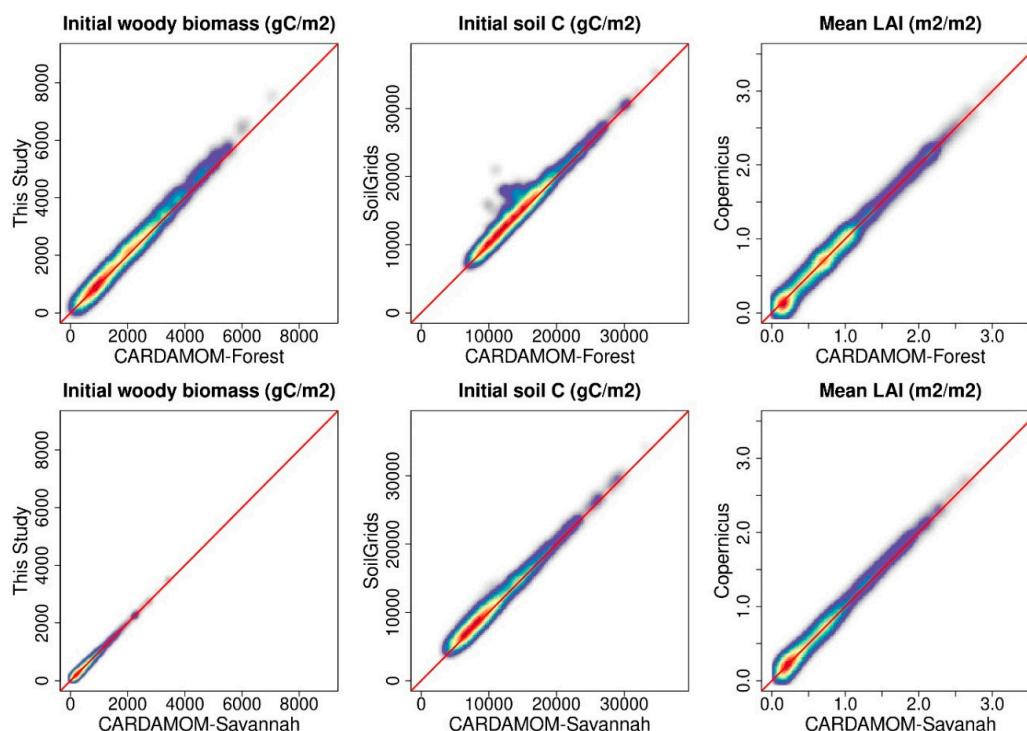 Initial woody biomass (gC/m2)
This Study
0
2000
4000
6000
8000
0
2000
4000
6000
8000
CARDAMOM-Forest
Initial soil C (gC/m2)
SoilGrids
0
10000
20000
30000
0
10000
20000
30000
CARDAMOM-Forest
Mean LAI (m2/m2)
Copernicus
0.0
1.0
2.0
3.0
0.0
1.0
2.0
3.0
CARDAMOM-Forest
Initial woody biomass (gC/m2)
This Study
0
2000
4000
6000
8000
0
2000
4000
6000
8000
CARDAMOM-Savannah
Initial soil C (gC/m2)
SoilGrids
0
10000
20000
30000
0
10000
20000
30000
CARDAMOM-Savannah
Mean LAI (m2/m2)
Copernicus
0.0
1.0
2.0
3.0
0.0
1.0
2.0
3.0
CARDAMOM-Savanah